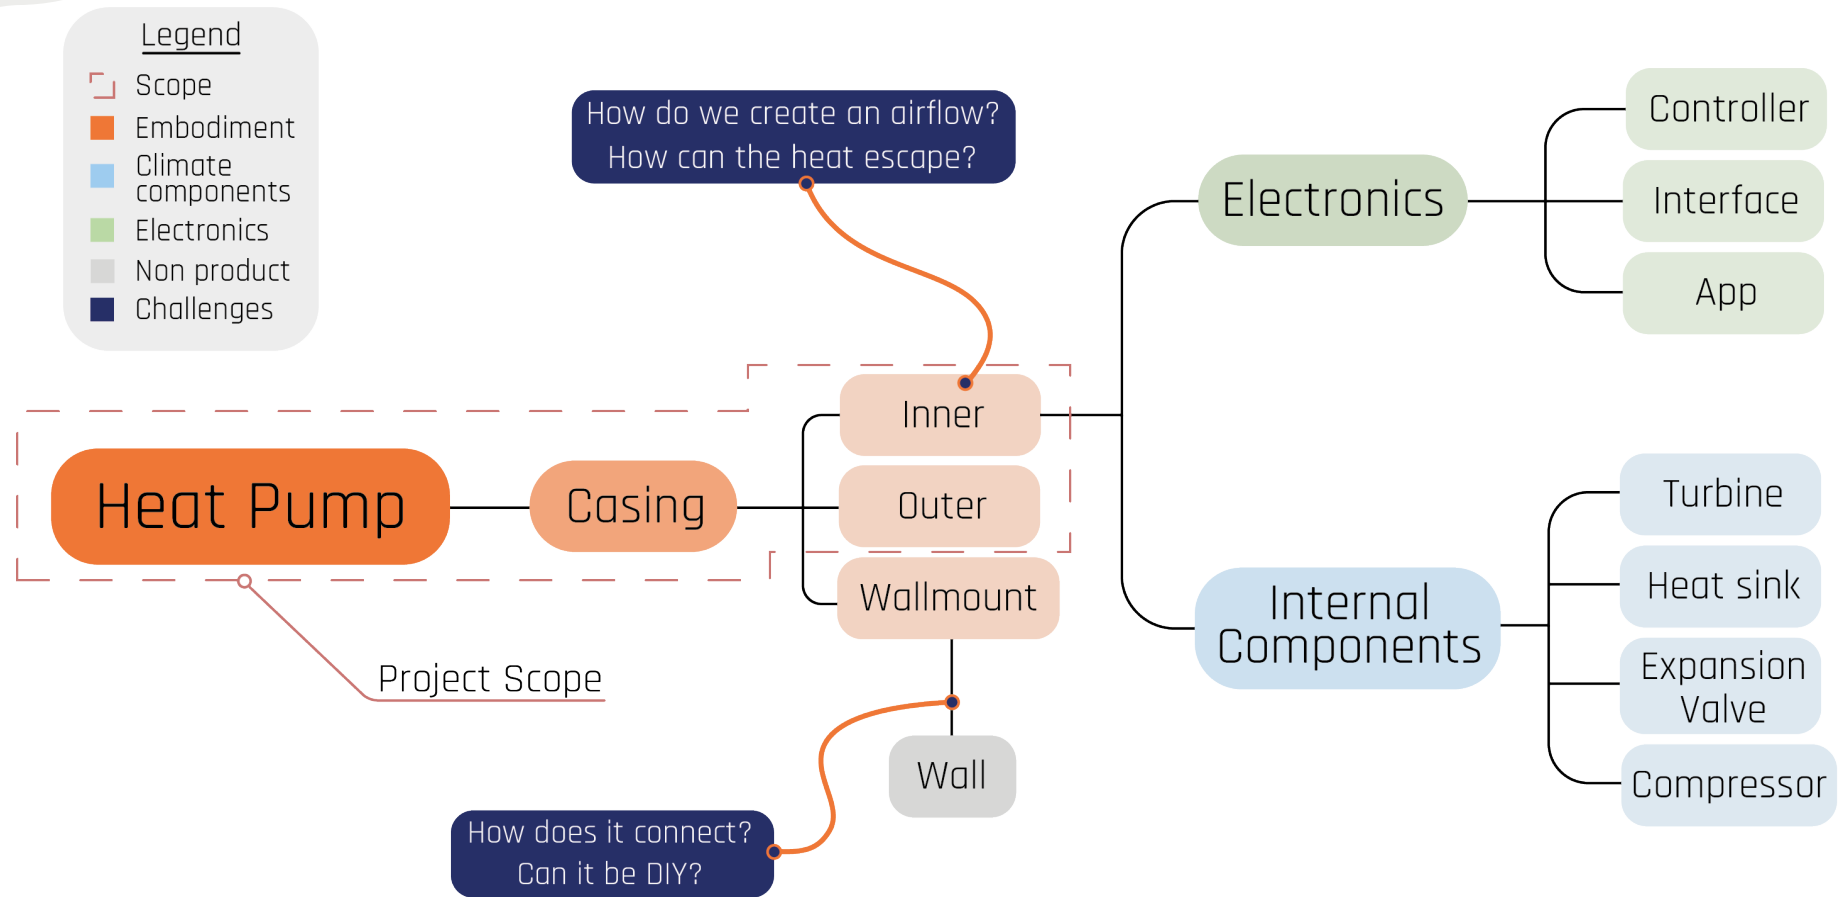 Legend
Scope
Embodiment
Climate
components
Electronics
Non product
Challenges
How do we create an airflow?
How can the heat escape?
Heat Pump
Casing
Inner
Outer
Wallmount
Wall
Project Scope
How does it connect?
Can it be DIY?
Electronics
Controller
Interface
App
Internal
Components
Turbine
Heat sink
Expansion
Valve
Compressor